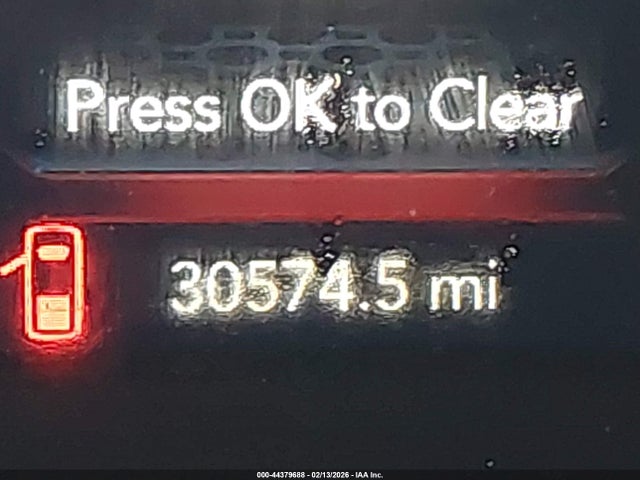 Press OK to Clear
30574.5 mi
000-44379688 - 02/13/2026 - IAA Inc.